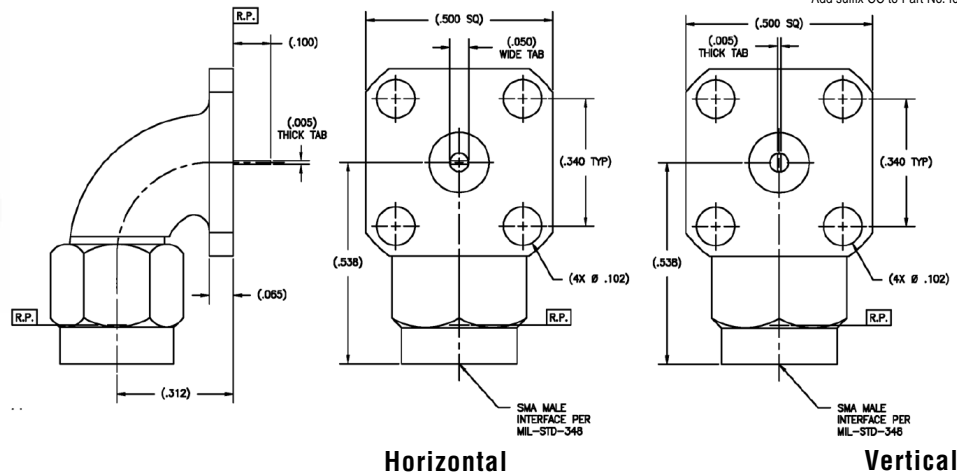 R.P.
(.100)
(.005)
THICK TAB
(.065)
R.P.
(.312)
(.500 SQ)
(.050)
WIDE TAB
(.340 TYP)
(.538)
(4X Ø .102)
R.P.
SMA MALE
INTERFACE PER
MIL-STD-348
Horizontal
(.500 SQ)
(.005)
THICK TAB
(.340 TYP)
(.538)
(4X Ø .102)
R.P.
SMA MALE
INTERFACE PER
MIL-STD-348
Vertical